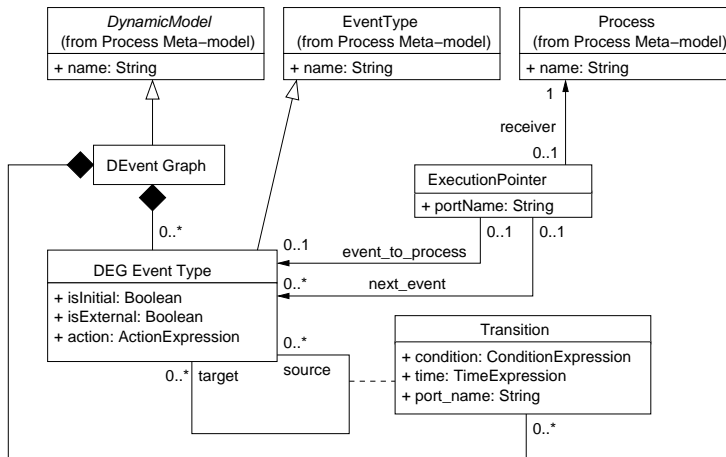 DynamicModel
(from Process Meta-model)
+ name: String
EventType
(from Process Meta-model)
+ name: String
Process
(from Process Meta-model)
+ name: String
1
receiver
0..1
DEvent Graph
ExecutionPointer
+ portName: String
0..*
0..1
0..1
0..1
event_to_process
DEG Event Type
0..*
next_event
+ isInitial: Boolean
+ isExternal: Boolean
+ action: ActionExpression
0..*
source
Transition
+ condition: ConditionExpression
+ time: TimeExpression
+ port_name: String
0..*
target
0..*